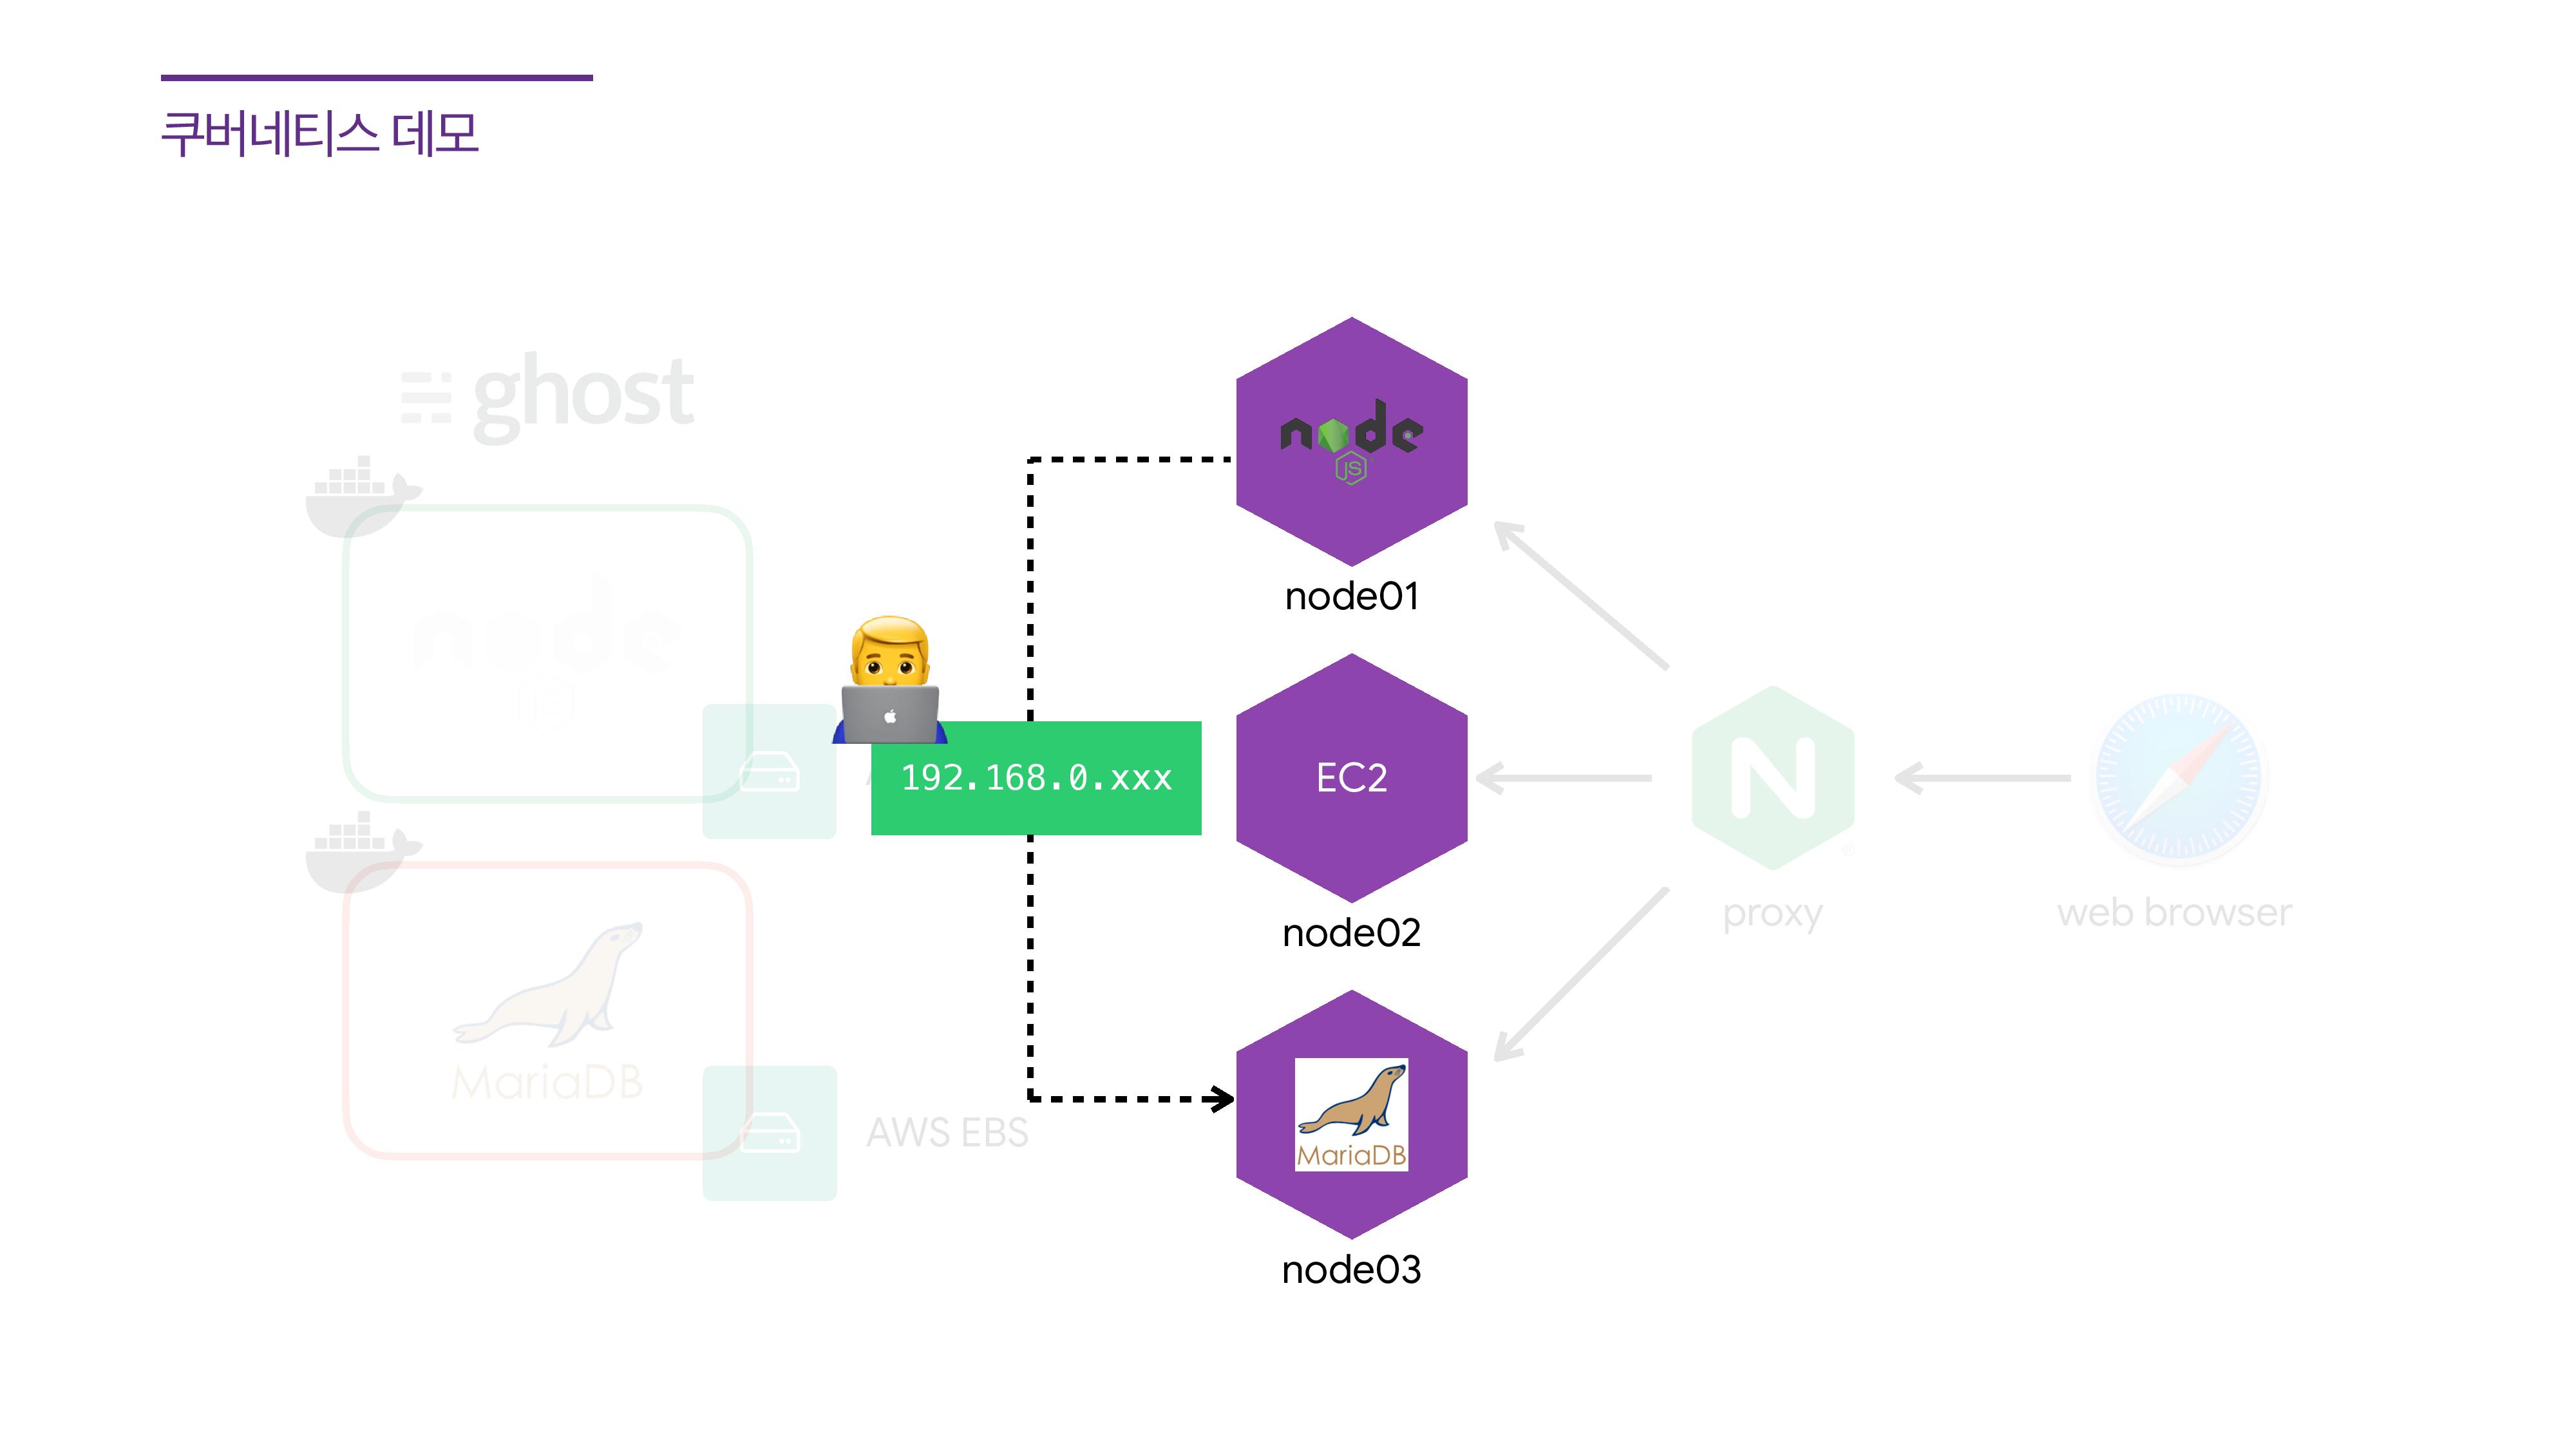 쿠버네티스 데모
ghost
node
JS
node01
node
JS
192.168.0.xxx
EC2
node02
proxy
web browser
MariaDB
AWS EBS
MariaDB
node03